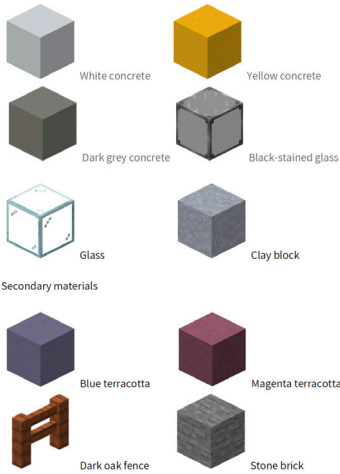 White concrete
Yellow concrete
Dark grey concrete
Black-stained glass
Glass
Clay block
Secondary materials
Blue terracotta
Magenta terracotta
Dark oak fence
Stone brick